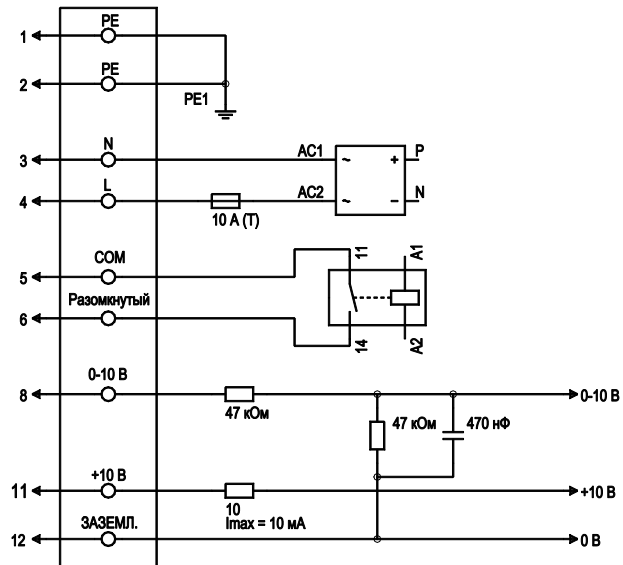 PE
1
PE
2
PE1
N
AC1
~ + P
3
L
AC2
~ − N
4
10 А (Т)
COM
11
A1
5
Разомкнутый
6
14
A2
0-10 В
8
0-10 В
47 кОм
47 кОм
470 нФ
+10 В
11
+10 В
10
Imax = 10 мА
ЗАЗЕМЛ.
12
0 В